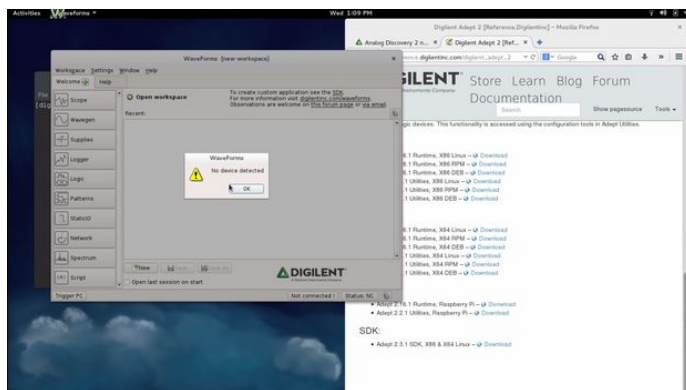 Activities
Waveforms
Wed 1:09 PM
WaveForms (new workspace)
Workspace Settings Window Help
Welcome Help
Scope
Wavegen
Supplies
Logger
Logic
Patterns
StaticIO
Network
Spectrum
Script
Open workspace
To create custom application see the SDK.
For more information visit digilentinc.com/waveforms.
Observations are welcome on this forum page or via email.
Recent:
WaveForms
No device detected
OK
New
DIGILENT
Open last session on start
Trigger PC
Not connected!
Status: NC
Digilent Adept 2 [Reference.Digilentinc] - Mozilla Firefox
Analog Discovery 2 n...
Digilent Adept 2 [Ref...
Google
ILENT
Store Learn Blog Forum
Documentation
Search
Show pagesource
Tools
gic devices. This functionality is accessed using the configuration tools in Adept Utilities.
.1 Runtime, X86 Linux – Download
.1 Runtime, X86 RPM – Download
.1 Runtime, X86 DEB – Download
.1 Utilities, X86 Linux – Download
.1 Utilities, X86 RPM – Download
.1 Utilities, X86 DEB – Download
.1 Runtime, X64 Linux – Download
.1 Runtime, X64 RPM – Download
.1 Runtime, X64 DEB – Download
.1 Utilities, X64 Linux – Download
.1 Utilities, X64 RPM – Download
.1 Utilities, X64 DEB – Download
Adept 2.16.1 Runtime, Raspberry Pi – Download
Adept 2.2.1 Utilities, Raspberry Pi – Download
SDK:
Adept 2.3.1 SDK, X86 & X64 Linux – Download